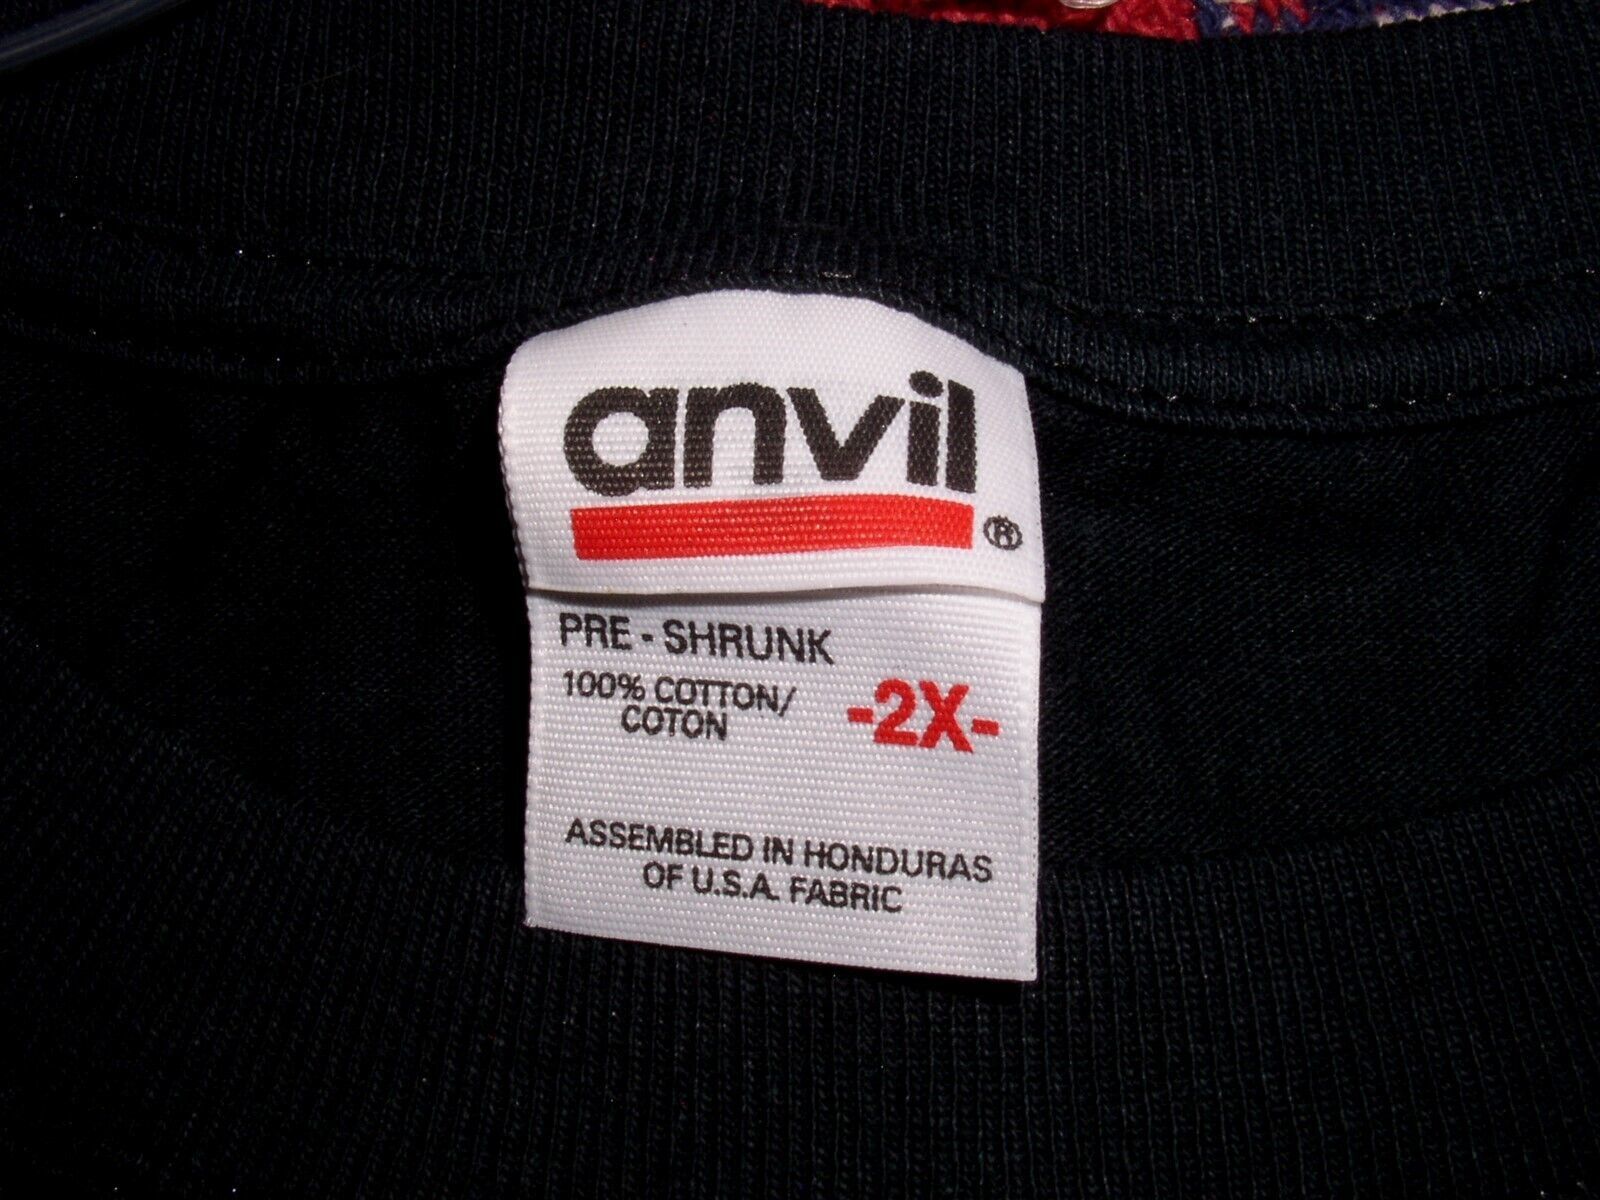 anvil
®
PRE - SHRUNK
100% COTTON/
COTON
-2X-
ASSEMBLED IN HONDURAS
OF U.S.A. FABRIC